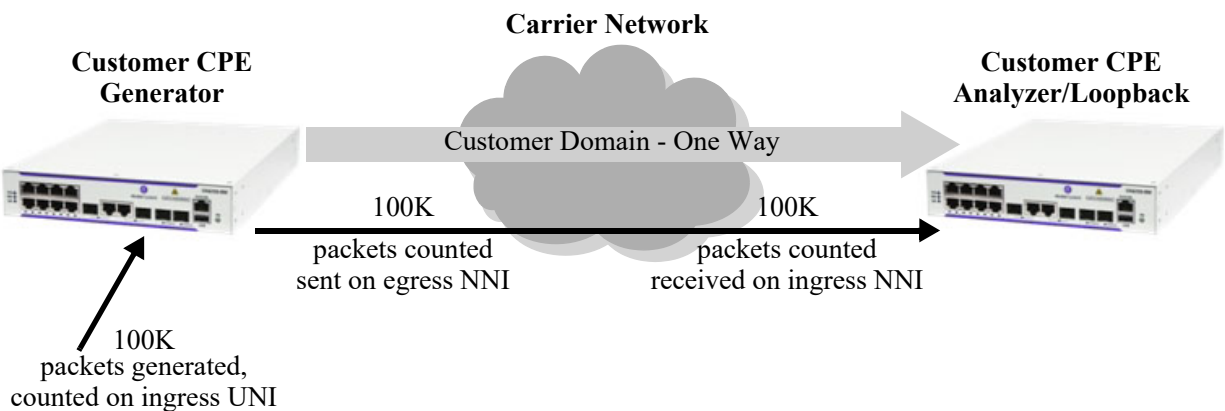 Carrier Network
Customer CPE
Generator
Customer CPE
Analyzer/Loopback
Customer Domain - One Way
100K
packets counted
sent on egress NNI
100K
packets counted
received on ingress NNI
100K
packets generated,
counted on ingress UNI